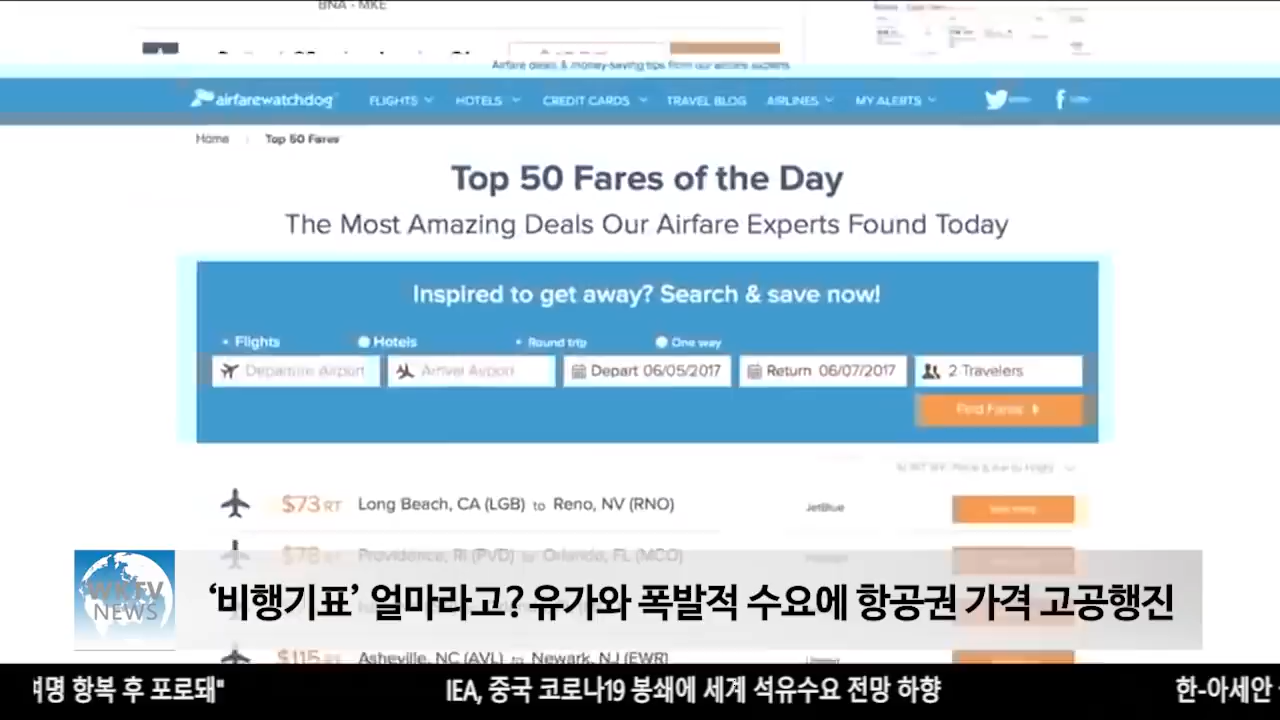 BNA - MKE
Airfare deals & money-saving tips from our airfare experts
airfarewatchdog
FLIGHTS HOTELS CREDIT CARDS TRAVEL BLOG AIRLINES MY ALERTS
Home Top 50 Fares
Top 50 Fares of the Day
The Most Amazing Deals Our Airfare Experts Found Today
Inspired to get away? Search & save now!
Flights Hotels Round trip One way
Departure Airport Arrival Airport Depart 06/05/2017 Return 06/07/2017 2 Travelers
Find Fares
$73 RT Long Beach, CA (LGB) to Reno, NV (RNO) JetBlue
$78 RT Providence, RI (PVD) to Orlando, FL (MCO)
WKTV NEWS
‘비행기표’ 얼마라고? 유가와 폭발적 수요에 항공권 가격 고공행진
$115 RT Asheville, NC (AVL) to Newark, NJ (EWR)
여명 항복 후 포로돼" IEA, 중국 코로나19 봉쇄에 세계 석유수요 전망 하향 한-아세안